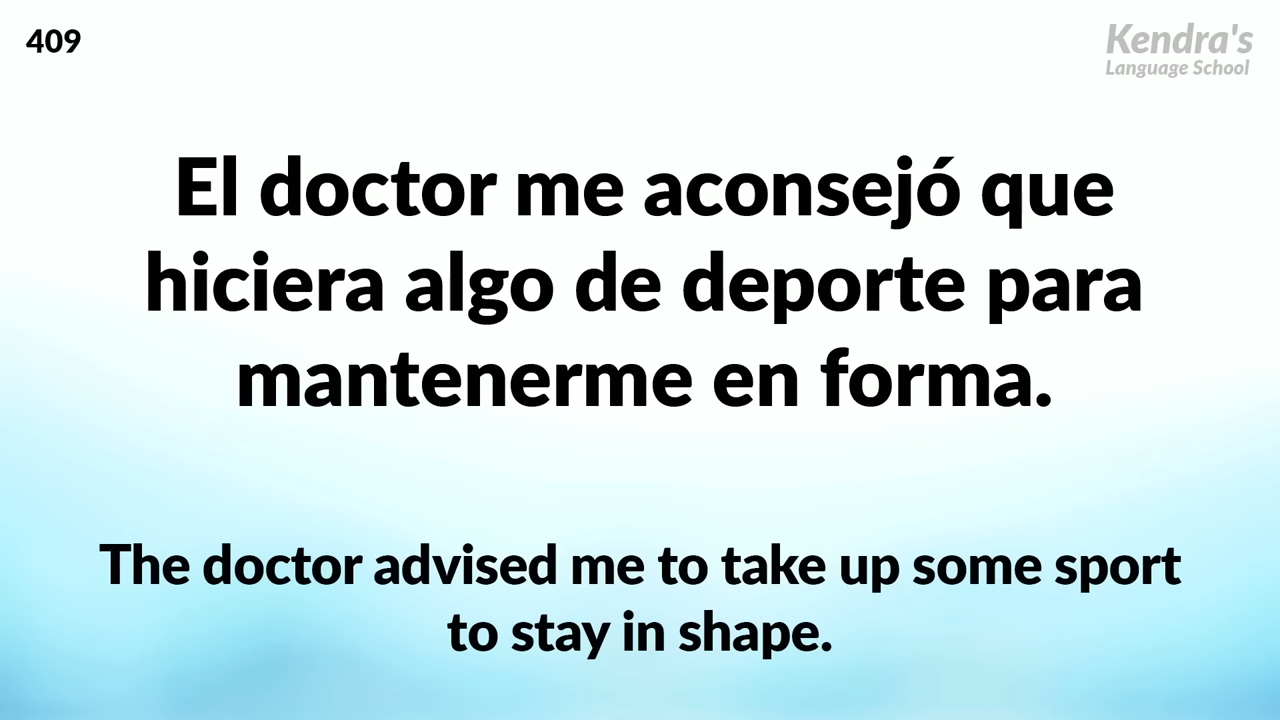 409
Kendra's
Language School
El doctor me aconsejó que
hiciera algo de deporte para
mantenerme en forma.
The doctor advised me to take up some sport
to stay in shape.